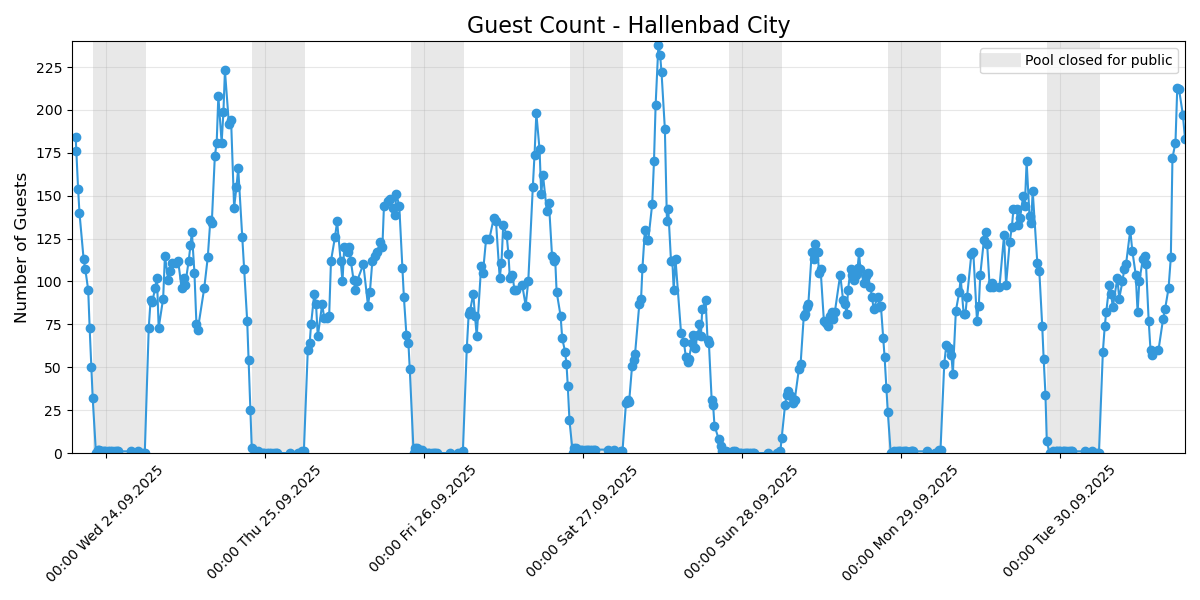 Guest Count - Hallenbad City
Pool closed for public
Number of Guests
225
200
175
150
125
100
75
50
25
0
00:00 Wed 24.09.2025
00:00 Thu 25.09.2025
00:00 Fri 26.09.2025
00:00 Sat 27.09.2025
00:00 Sun 28.09.2025
00:00 Mon 29.09.2025
00:00 Tue 30.09.2025